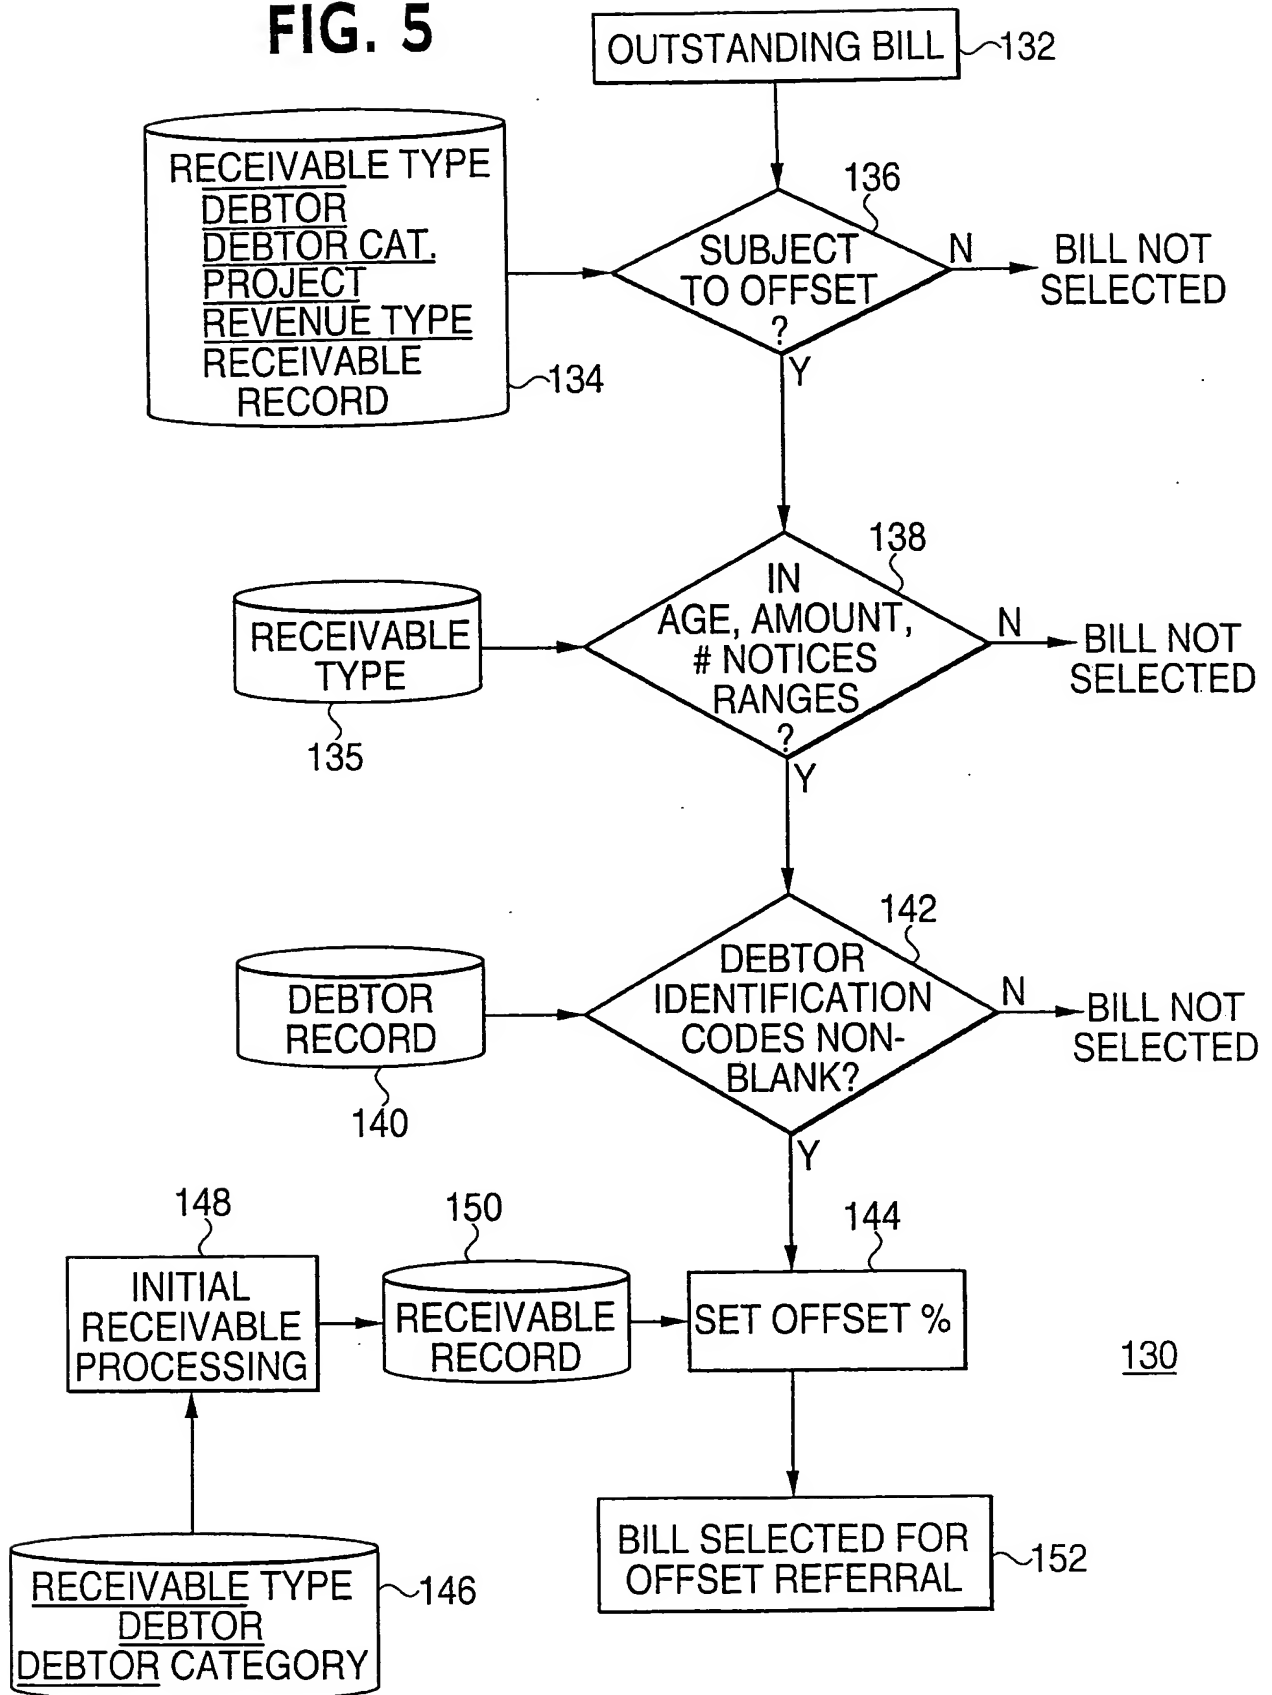 FIG. 5
OUTSTANDING BILL
132
RECEIVABLE TYPE
DEBTOR
DEBTOR CAT.
PROJECT
REVENUE TYPE
RECEIVABLE
RECORD
134
136
SUBJECT
TO OFFSET
?
N
BILL NOT
SELECTED
Y
138
IN
AGE, AMOUNT,
# NOTICES
RANGES
?
N
BILL NOT
SELECTED
Y
RECEIVABLE
TYPE
135
142
DEBTOR
IDENTIFICATION
CODES NON-
BLANK?
N
BILL NOT
SELECTED
Y
DEBTOR
RECORD
140
148
INITIAL
RECEIVABLE
PROCESSING
150
RECEIVABLE
RECORD
144
SET OFFSET %
130
RECEIVABLE TYPE
DEBTOR
DEBTOR CATEGORY
146
BILL SELECTED FOR
OFFSET REFERRAL
152